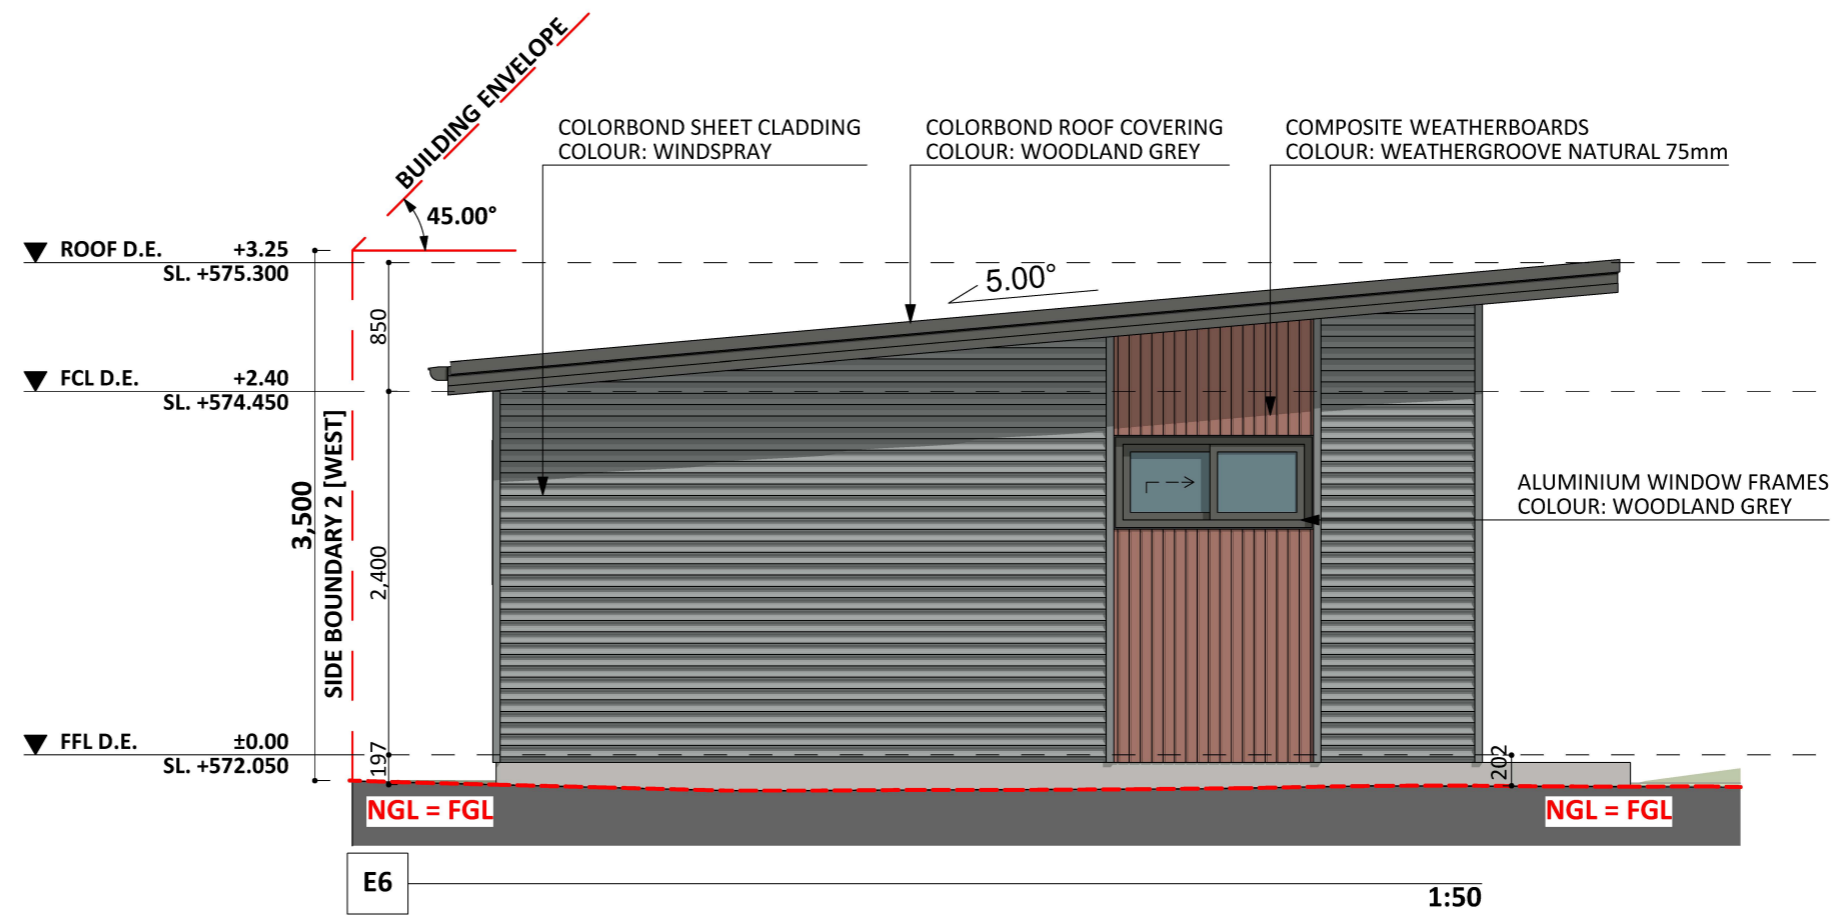 BUILDING ENVELOPE
45.00°
COLORBOND SHEET CLADDING
COLOUR: WINDSPRAY
COLORBOND ROOF COVERING
COLOUR: WOODLAND GREY
COMPOSITE WEATHERBOARDS
COLOUR: WEATHERGROOVE NATURAL 75mm
ROOF D.E. +3.25
SL. +575.300
5.00°
850
FCL D.E. +2.40
SL. +574.450
3,500
SIDE BOUNDARY 2 [WEST]
2,400
ALUMINIUM WINDOW FRAMES
COLOUR: WOODLAND GREY
FFL D.E. ±0.00
SL. +572.050
197
202
NGL = FGL
NGL = FGL
E6
1:50